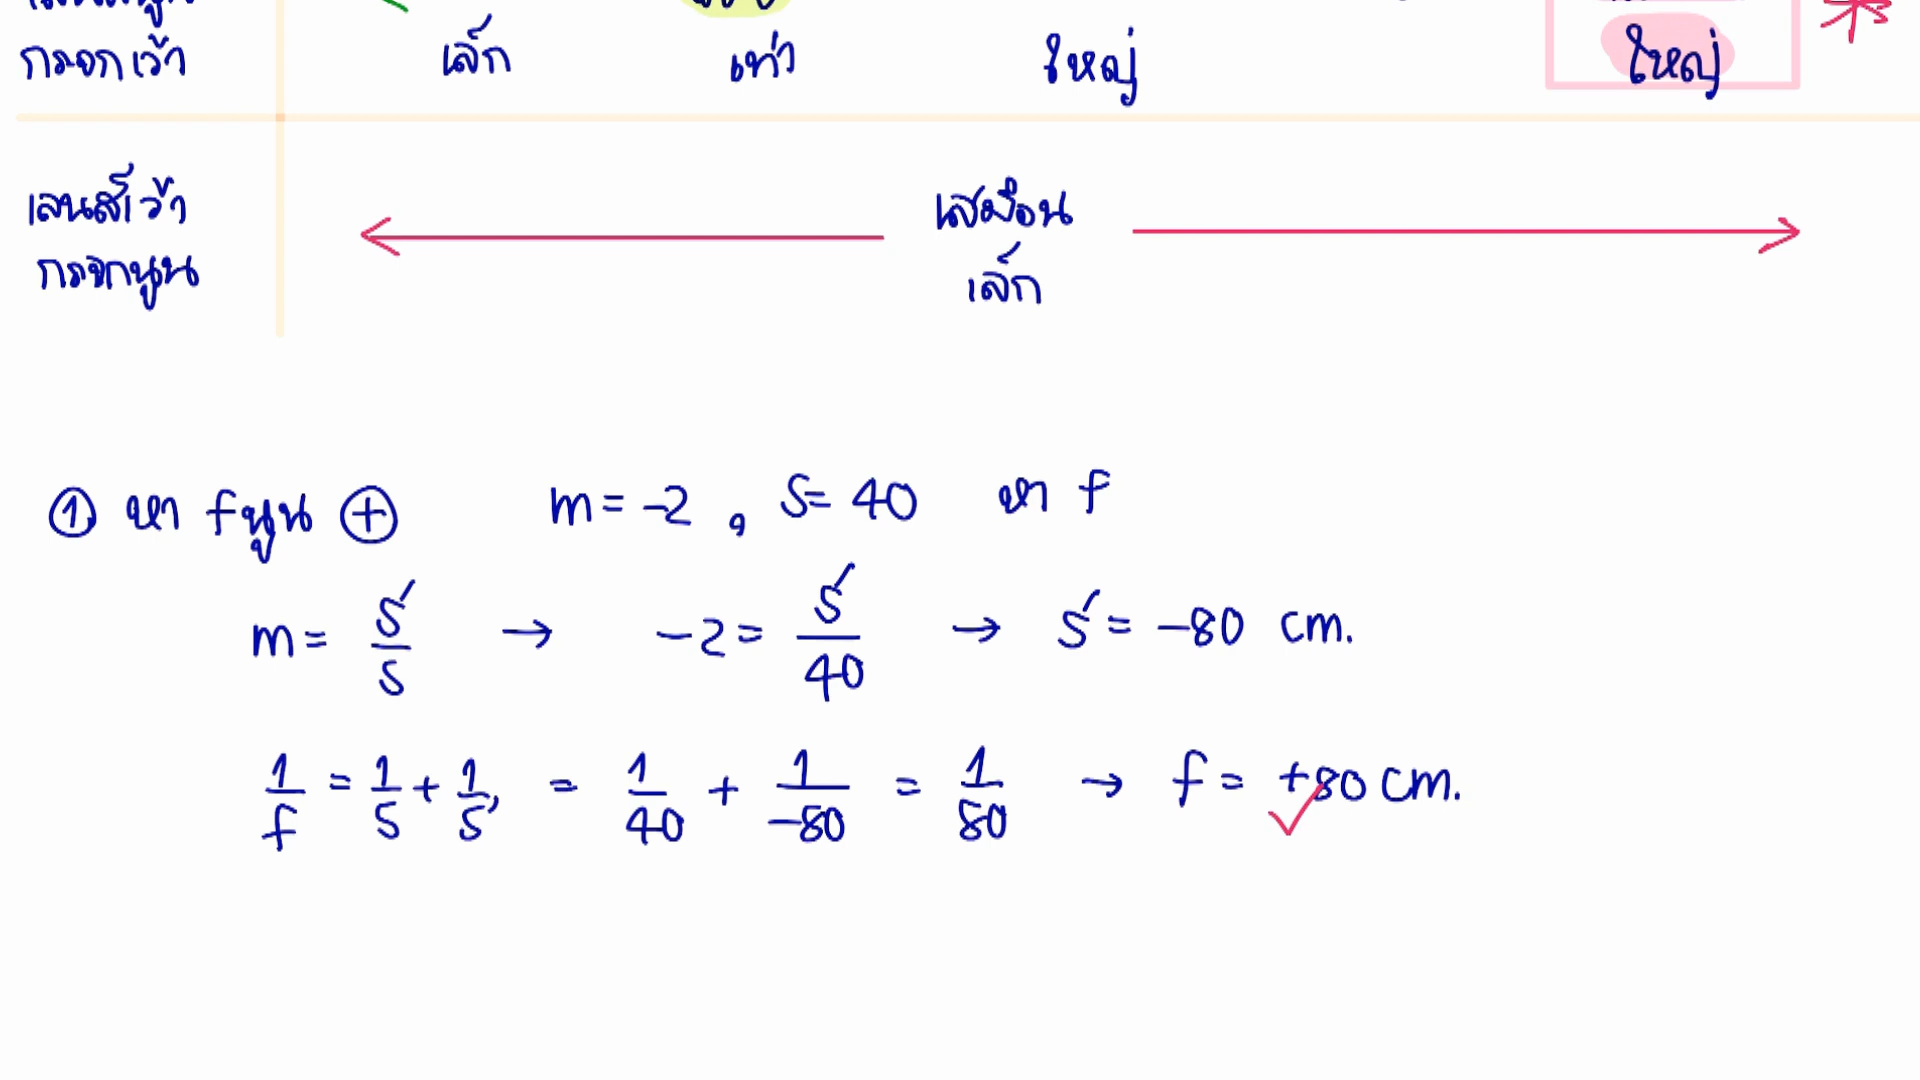 กระจกเว้า เล็ก เท่า ใหญ่ ใหญ่
เลนส์เว้า
กระจกนูน
เสมือน
เล็ก
① หา f นูน ⊕ m = -2 , S = 40 หา f
m = S'/S → -2 = S'/40 → S' = -80 cm.
1/f = 1/S + 1/S' = 1/40 + 1/-80 = 1/80 → f = +80 cm.